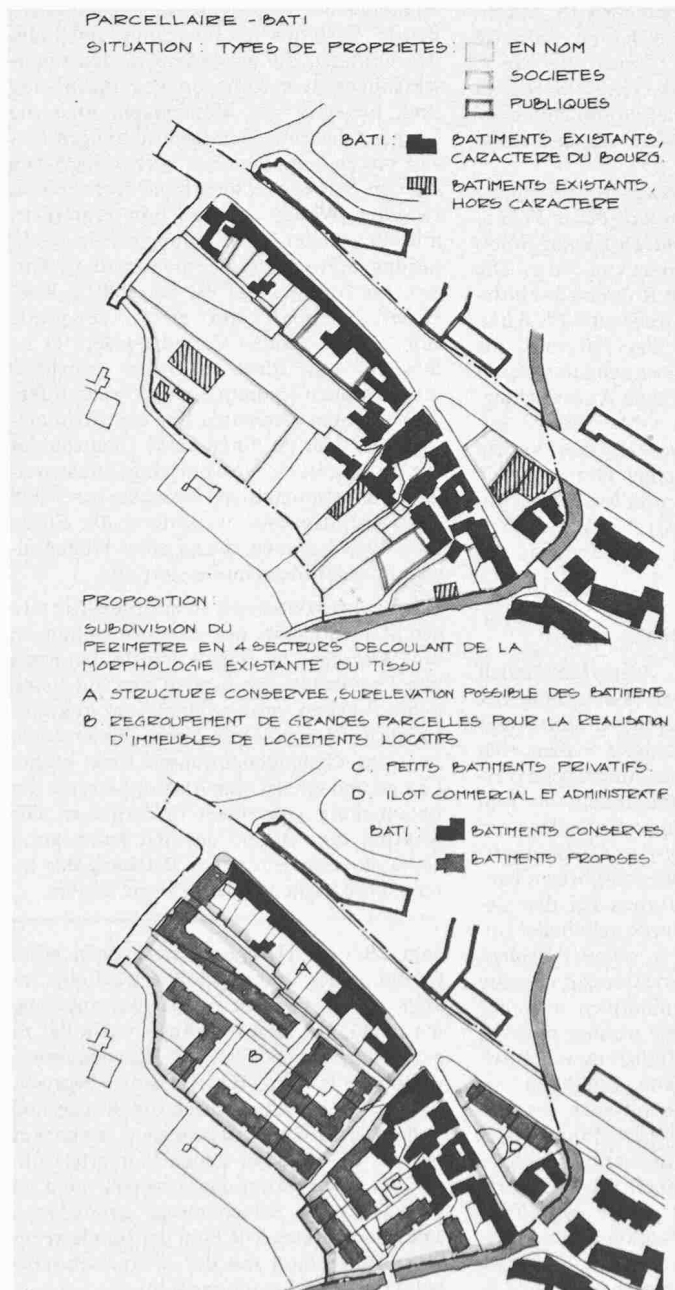 PARCELLAIRE - BATI
SITUATION : TYPES DE PROPRIÉTÉS :
EN NOM
SOCIETES
PUBLIQUES
BATI :
BATIMENTS EXISTANTS,
CARACTÈRE DU BOURG.
BATIMENTS EXISTANTS,
HORS CARACTERE
PROPOSITION :
SUBDIVISION DU
PERIMETRE EN 4 SECTEURS DECOULANT DE LA
MORPHOLOGIE EXISTANTE DU TISSU
A. STRUCTURE CONSERVEE, SURELEVATION POSSIBLE DES BATIMENTS
B REGROUPEMENT DE GRANDES PARCELLES POUR LA REALISATION
D'IMMEUBLES DE LOGEMENTS LOCATIFS
C. PETITS BATIMENTS PRIVATIFS.
D. ILOT COMMERCIAL ET ADMINISTRATIF
BATI :
BATIMENTS CONSERVES
BATIMENTS PROPOSES
A
B
D
C